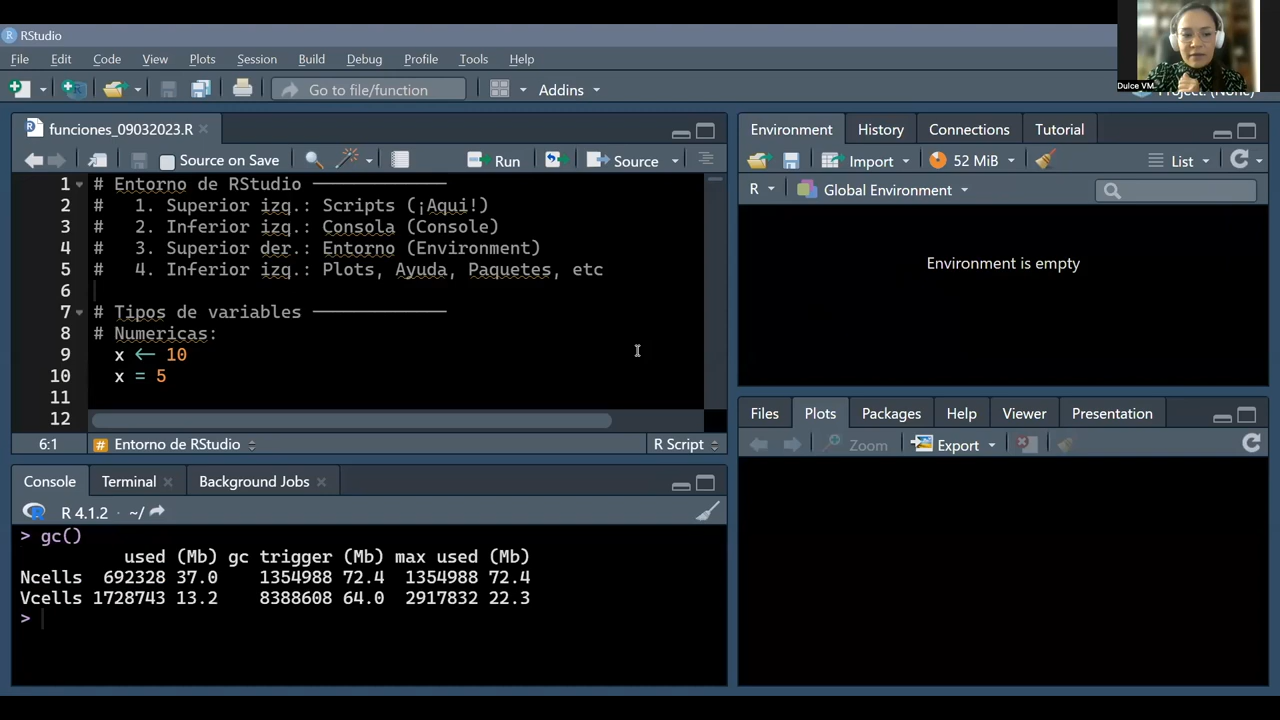 RStudio
File Edit Code View Plots Session Build Debug Profile Tools Help
Dulce VM
Go to file/function Addins
funciones_09032023.R
Source on Save Run Source
1 # Entorno de RStudio
2 # 1. Superior izq.: Scripts (¡Aqui!)
3 # 2. Inferior izq.: Consola (Console)
4 # 3. Superior der.: Entorno (Environment)
5 # 4. Inferior izq.: Plots, Ayuda, Paquetes, etc
6
7 # Tipos de variables
8 # Numericas:
9 x <- 10
10 x = 5
11
12
6:1 # Entorno de RStudio R Script
Console Terminal Background Jobs
R 4.1.2 · ~/
> gc()
used (Mb) gc trigger (Mb) max used (Mb)
Ncells 692328 37.0 1354988 72.4 1354988 72.4
Vcells 1728743 13.2 8388608 64.0 2917832 22.3
>
Environment History Connections Tutorial
Import 52 MiB List
R Global Environment
Environment is empty
Files Plots Packages Help Viewer Presentation
Zoom Export